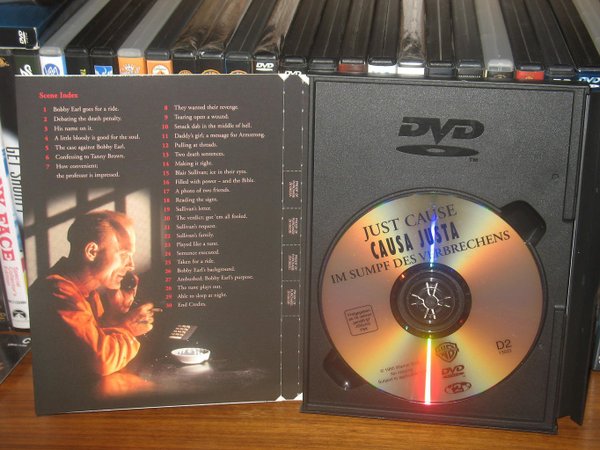 Scene Index
1 Bobby Earl goes for a ride.
2 Debating the death penalty.
3 His name on it.
4 A little bloody is good for the soul.
5 The case against Bobby Earl.
6 Confessing to Tanny Brown.
7 How convenient;
the professor is impressed.
8 They wanted their revenge.
9 Tearing open a wound.
10 Smack dab in the middle of hell.
11 Daddy's girl; a message for Armstrong.
12 Pulling at threads.
13 Two death sentences.
14 Making it right.
15 Blair Sullivan; ice in their eyes.
16 Filled with power – and the Bible.
17 A photo of two friends.
18 Reading the signs.
19 Sullivan's letter.
20 The verdict got 'em all fooled.
21 Sullivan's request.
22 Sullivan's family.
23 Played like a tune.
24 Sentence executed.
25 Taken for a ride.
26 Bobby Earl's background.
27 Ambushed; Bobby Earl's purpose.
28 The tune plays out.
29 Able to sleep at night.
30 End Credits.
DVD
TM
JUST CAUSE
CAUSA JUSTA
IM SUMPF DES VERBRECHENS
D2
DVD
FACE